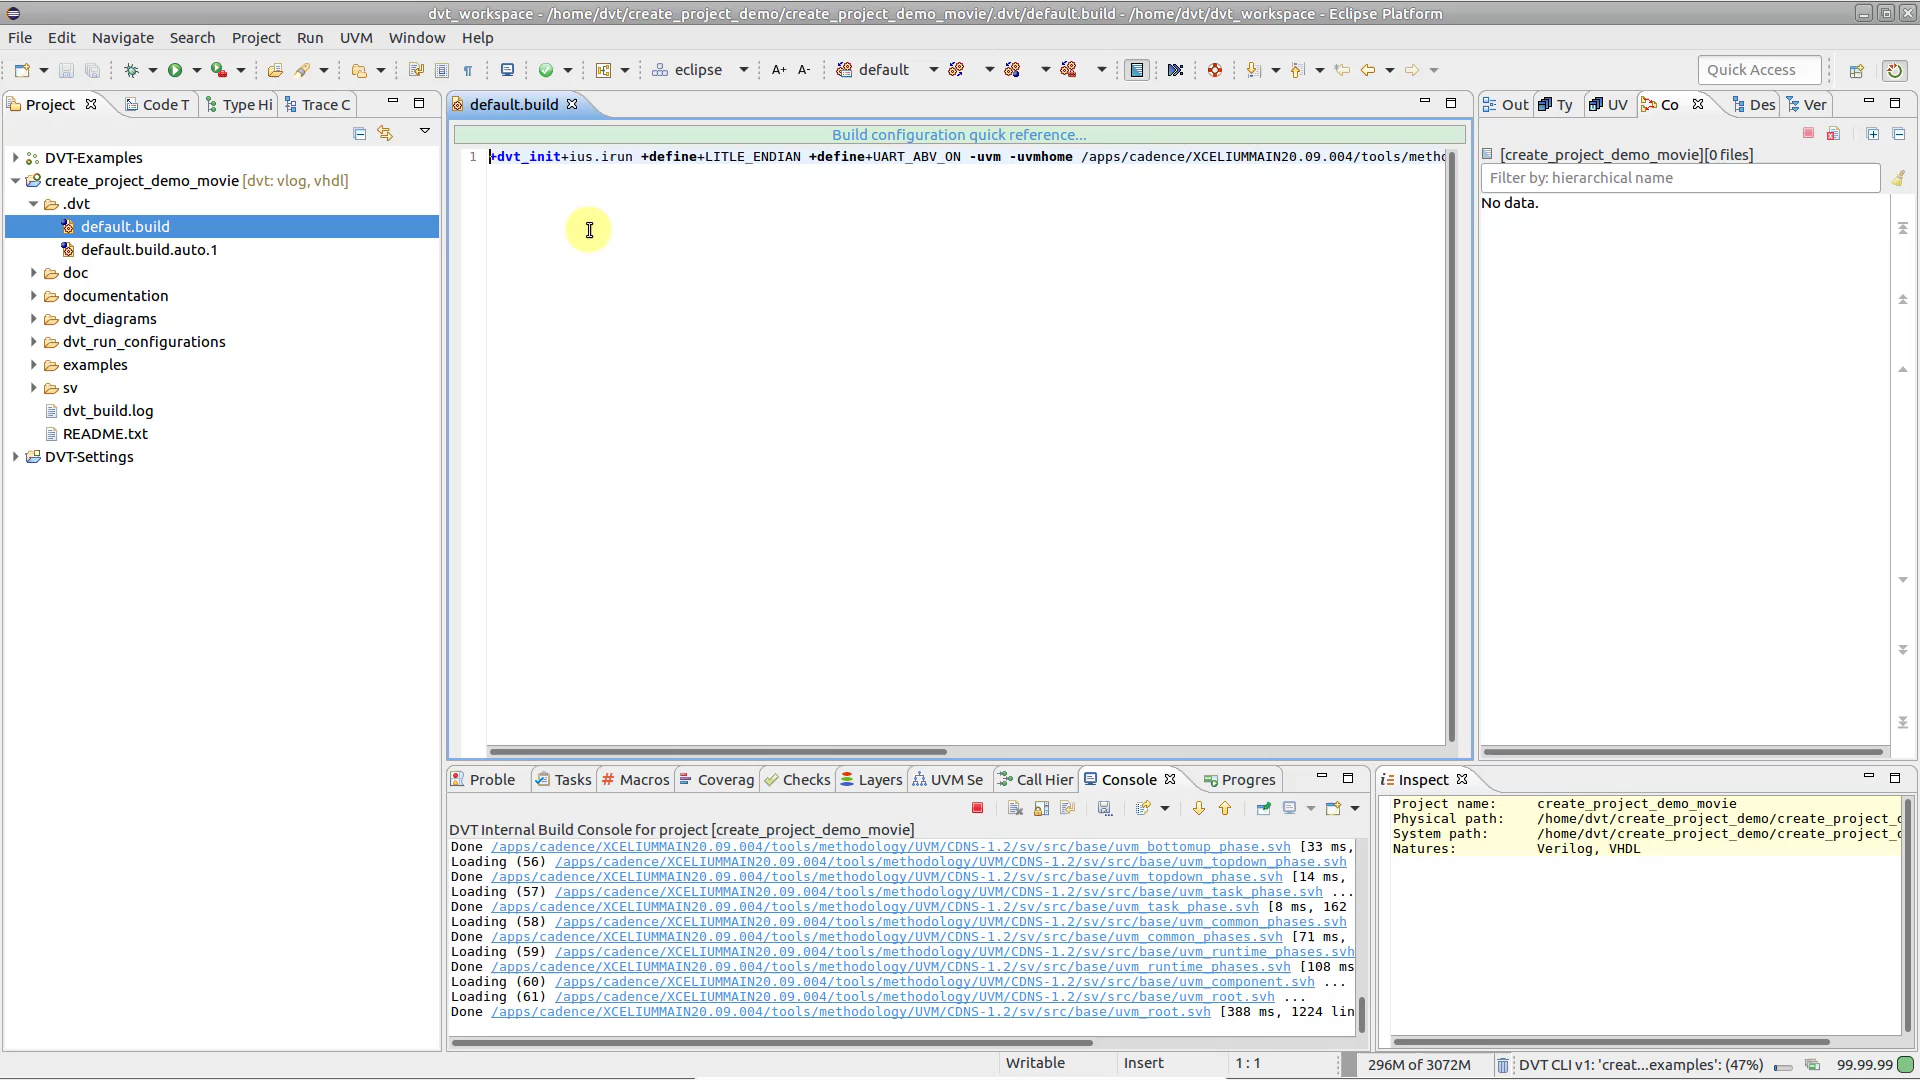 dvt_workspace - /home/dvt/create_project_demo/create_project_demo_movie/.dvt/default.build - /home/dvt/dvt_workspace - Eclipse Platform
File Edit Navigate Search Project Run UVM Window Help
eclipse A+ A- default Quick Access
Project Code T Type Hi Trace C
DVT-Examples
create_project_demo_movie [dvt: vlog, vhdl]
.dvt
default.build
default.build.auto.1
doc
documentation
dvt_diagrams
dvt_run_configurations
examples
sv
dvt_build.log
README.txt
DVT-Settings
default.build
Build configuration quick reference...
1 +dvt_init+ius.irun +define+LITLE_ENDIAN +define+UART_ABV_ON -uvm -uvmhome /apps/cadence/XCELIUMMAIN20.09.004/tools/metho
Out Ty UV Co Des Ver
[create_project_demo_movie][0 files]
Filter by: hierarchical name
No data.
Proble Tasks # Macros Coverag Checks Layers UVM Se Call Hier Console Progres
DVT Internal Build Console for project [create_project_demo_movie]
Done /apps/cadence/XCELIUMMAIN20.09.004/tools/methodology/UVM/CDNS-1.2/sv/src/base/uvm_bottomup_phase.svh [33 ms,
Loading (56) /apps/cadence/XCELIUMMAIN20.09.004/tools/methodology/UVM/CDNS-1.2/sv/src/base/uvm_topdown_phase.svh
Done /apps/cadence/XCELIUMMAIN20.09.004/tools/methodology/UVM/CDNS-1.2/sv/src/base/uvm_topdown_phase.svh [14 ms,
Loading (57) /apps/cadence/XCELIUMMAIN20.09.004/tools/methodology/UVM/CDNS-1.2/sv/src/base/uvm_task_phase.svh ...
Done /apps/cadence/XCELIUMMAIN20.09.004/tools/methodology/UVM/CDNS-1.2/sv/src/base/uvm_task_phase.svh [8 ms, 162
Loading (58) /apps/cadence/XCELIUMMAIN20.09.004/tools/methodology/UVM/CDNS-1.2/sv/src/base/uvm_common_phases.svh
Done /apps/cadence/XCELIUMMAIN20.09.004/tools/methodology/UVM/CDNS-1.2/sv/src/base/uvm_common_phases.svh [71 ms,
Loading (59) /apps/cadence/XCELIUMMAIN20.09.004/tools/methodology/UVM/CDNS-1.2/sv/src/base/uvm_runtime_phases.svh
Done /apps/cadence/XCELIUMMAIN20.09.004/tools/methodology/UVM/CDNS-1.2/sv/src/base/uvm_runtime_phases.svh [108 ms
Loading (60) /apps/cadence/XCELIUMMAIN20.09.004/tools/methodology/UVM/CDNS-1.2/sv/src/base/uvm_component.svh ...
Loading (61) /apps/cadence/XCELIUMMAIN20.09.004/tools/methodology/UVM/CDNS-1.2/sv/src/base/uvm_root.svh ...
Done /apps/cadence/XCELIUMMAIN20.09.004/tools/methodology/UVM/CDNS-1.2/sv/src/base/uvm_root.svh [388 ms, 1224 lin
Inspect
Project name: create_project_demo_movie
Physical path: /home/dvt/create_project_demo/create_project_c
System path: /home/dvt/create_project_demo/create_project_c
Natures: Verilog, VHDL
Writable Insert 1 : 1 296M of 3072M DVT CLI v1: 'creat...examples': (47%) 99.99.99